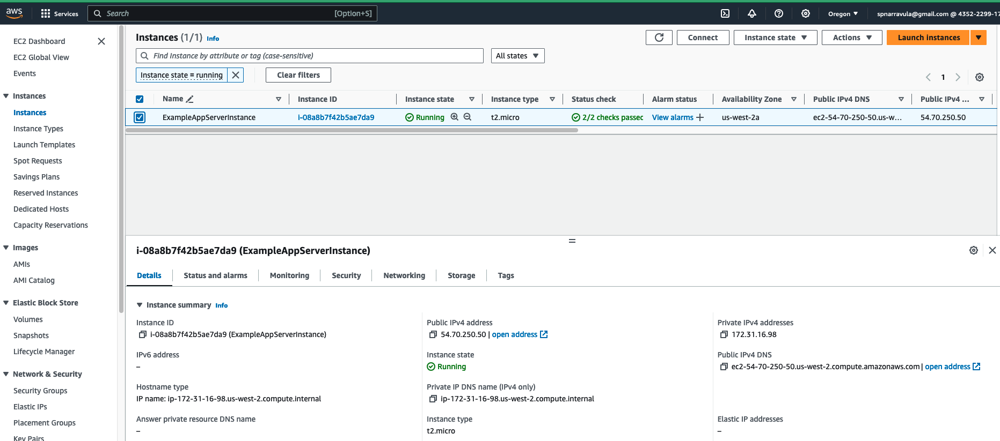 aws
Services
Search [Option+S]
Oregon
spnarravula@gmail.com @ 4352-2299-17
EC2 Dashboard
EC2 Global View
Events
Instances
Instances
Instance Types
Launch Templates
Spot Requests
Savings Plans
Reserved Instances
Dedicated Hosts
Capacity Reservations
Images
AMIs
AMI Catalog
Elastic Block Store
Volumes
Snapshots
Lifecycle Manager
Network & Security
Security Groups
Elastic IPs
Placement Groups
Key Pairs
Instances (1/1) Info
Connect
Instance state
Actions
Launch instances
Find Instance by attribute or tag (case-sensitive)
All states
Instance state = running
Clear filters
1
Name Instance ID Instance state Instance type Status check Alarm status Availability Zone Public IPv4 DNS Public IPv4 ...
ExampleAppServerInstance i-08a8b7f42b5ae7da9 Running t2.micro 2/2 checks passed View alarms us-west-2a ec2-54-70-250-50.us-w... 54.70.250.50
i-08a8b7f42b5ae7da9 (ExampleAppServerInstance)
Details Status and alarms Monitoring Security Networking Storage Tags
Instance summary Info
Instance ID
i-08a8b7f42b5ae7da9 (ExampleAppServerInstance)
Public IPv4 address
54.70.250.50 | open address
Private IPv4 addresses
172.31.16.98
IPv6 address
–
Instance state
Running
Public IPv4 DNS
ec2-54-70-250-50.us-west-2.compute.amazonaws.com | open address
Hostname type
IP name: ip-172-31-16-98.us-west-2.compute.internal
Private IP DNS name (IPv4 only)
ip-172-31-16-98.us-west-2.compute.internal
Answer private resource DNS name
–
Instance type
t2.micro
Elastic IP addresses
–